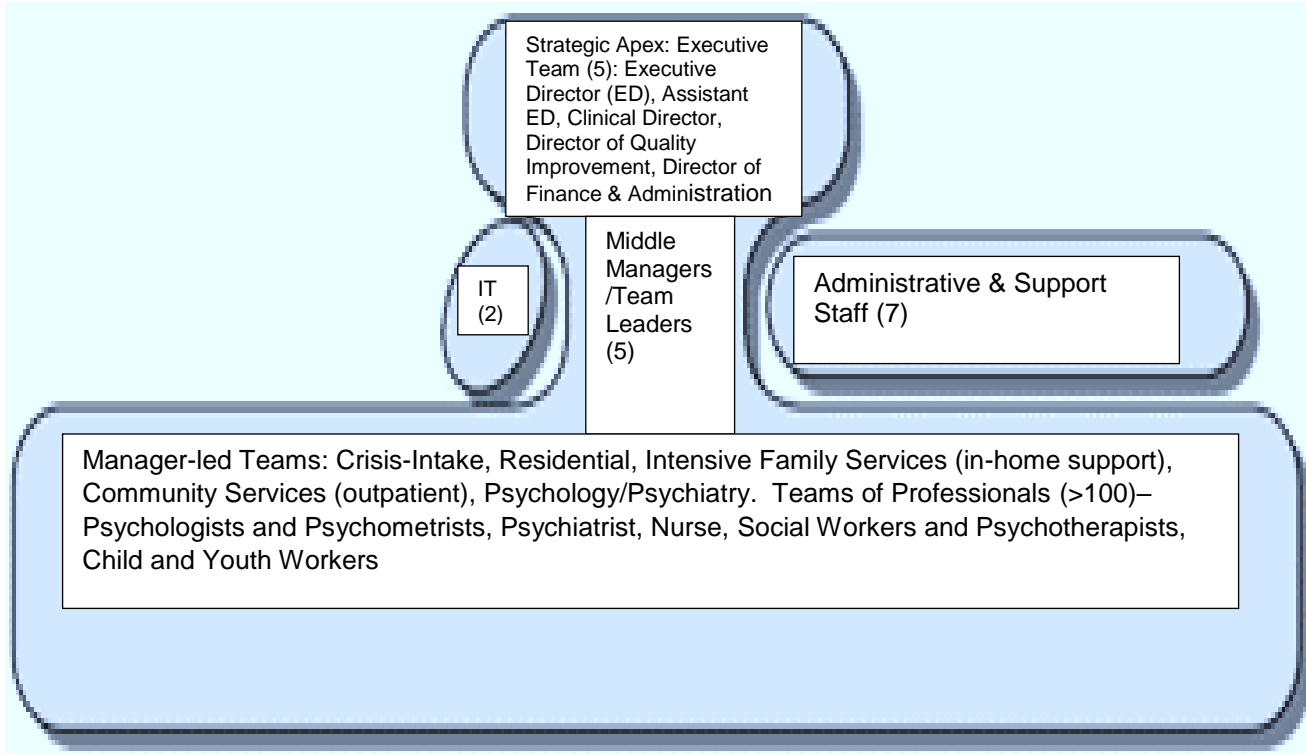 Strategic Apex: Executive
Team (5): Executive
Director (ED), Assistant
ED, Clinical Director,
Director of Quality
Improvement, Director of
Finance & Administration
IT
(2)
Middle
Managers
/Team
Leaders
(5)
Administrative & Support
Staff (7)
Manager-led Teams: Crisis-Intake, Residential, Intensive Family Services (in-home support),
Community Services (outpatient), Psychology/Psychiatry.  Teams of Professionals (>100)–
Psychologists and Psychometrists, Psychiatrist, Nurse, Social Workers and Psychotherapists,
Child and Youth Workers